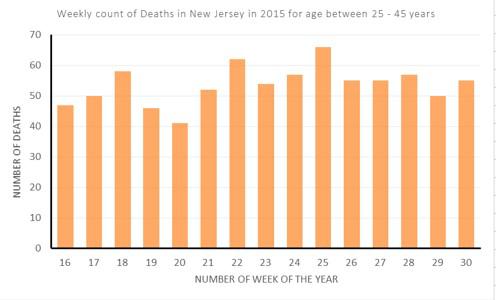 Weekly count of Deaths in New Jersey in 2015 for age between 25 - 45 years
70
60
50
40
30
20
10
0
NUMBER OF DEATHS
16 17 18 19 20 21 22 23 24 25 26 27 28 29 30
NUMBER OF WEEK OF THE YEAR